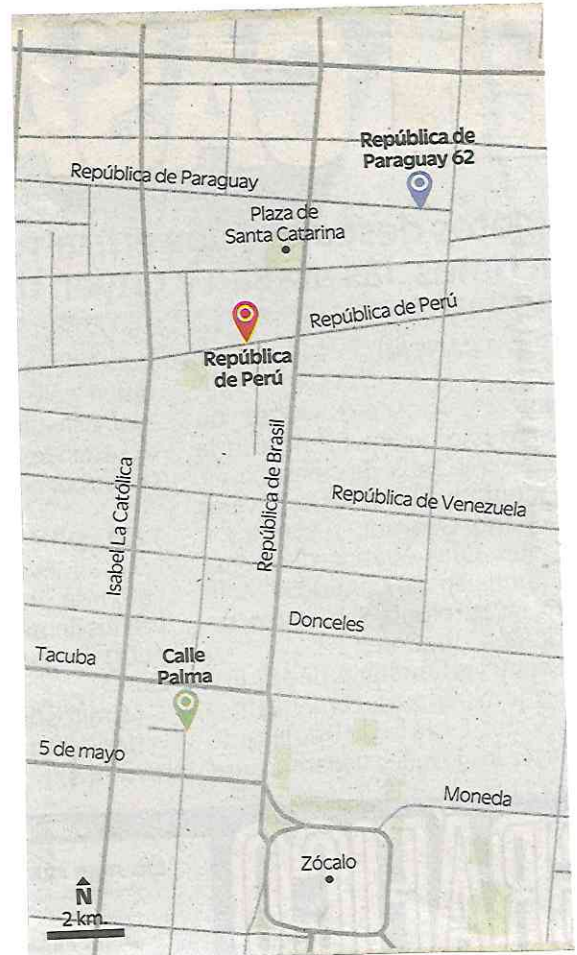 República de
Paraguay 62
República de Paraguay
Plaza de
Santa Catarina
República de Perú
República
de Perú
Isabel La Católica
República de Brasil
República de Venezuela
Donceles
Tacuba
Calle
Palma
5 de mayo
Moneda
Zócalo
N
2 km.